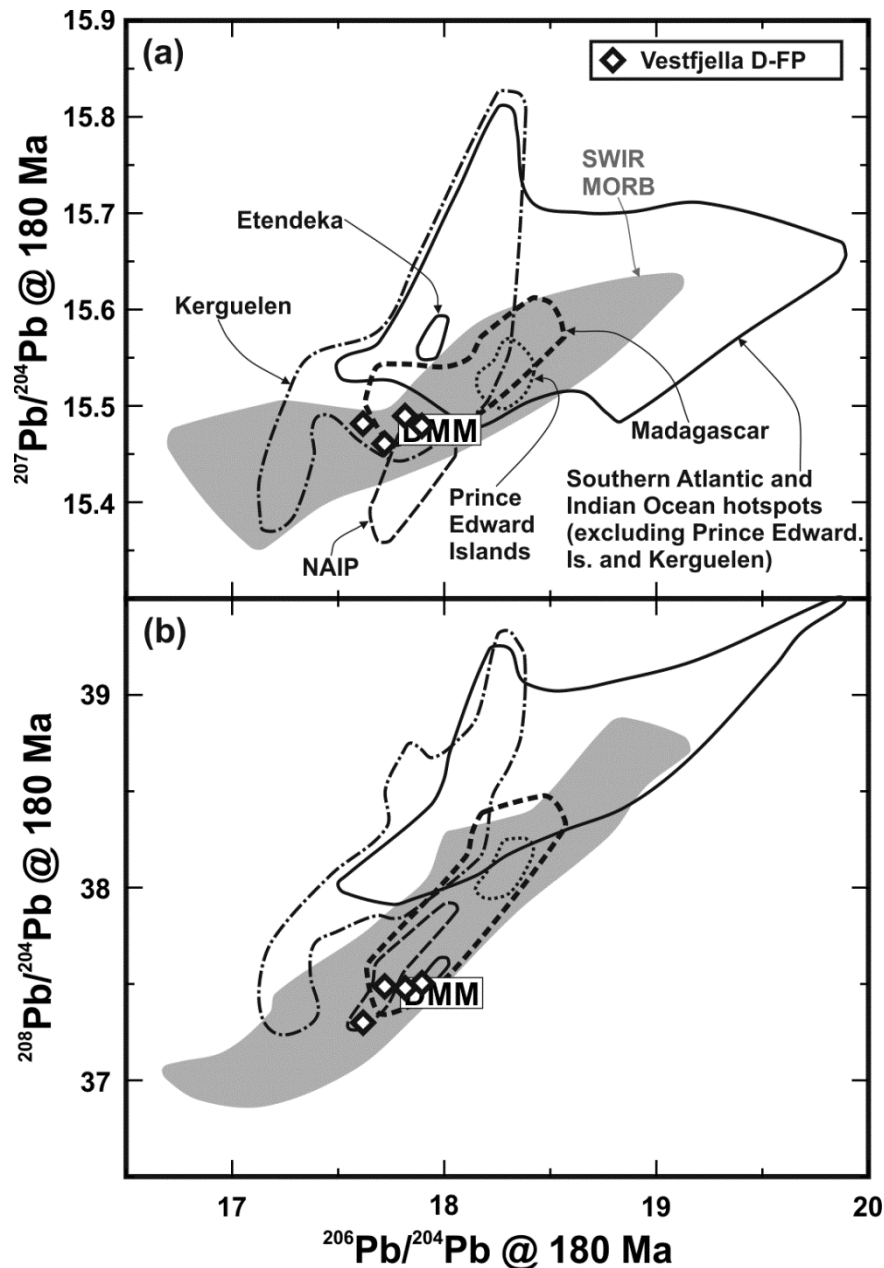 (a)
Vestfjella D-FP
15.9
15.8
15.7
15.6
15.5
15.4
²⁰⁷Pb/²⁰⁴Pb @ 180 Ma
SWIR
MORB
Etendeka
Kerguelen
DMM
Madagascar
NAIP
Prince
Edward
Islands
Southern Atlantic and
Indian Ocean hotspots
(excluding Prince Edward.
Is. and Kerguelen)
(b)
39
38
37
²⁰⁸Pb/²⁰⁴Pb @ 180 Ma
DMM
17 18 19 20
²⁰⁶Pb/²⁰⁴Pb @ 180 Ma